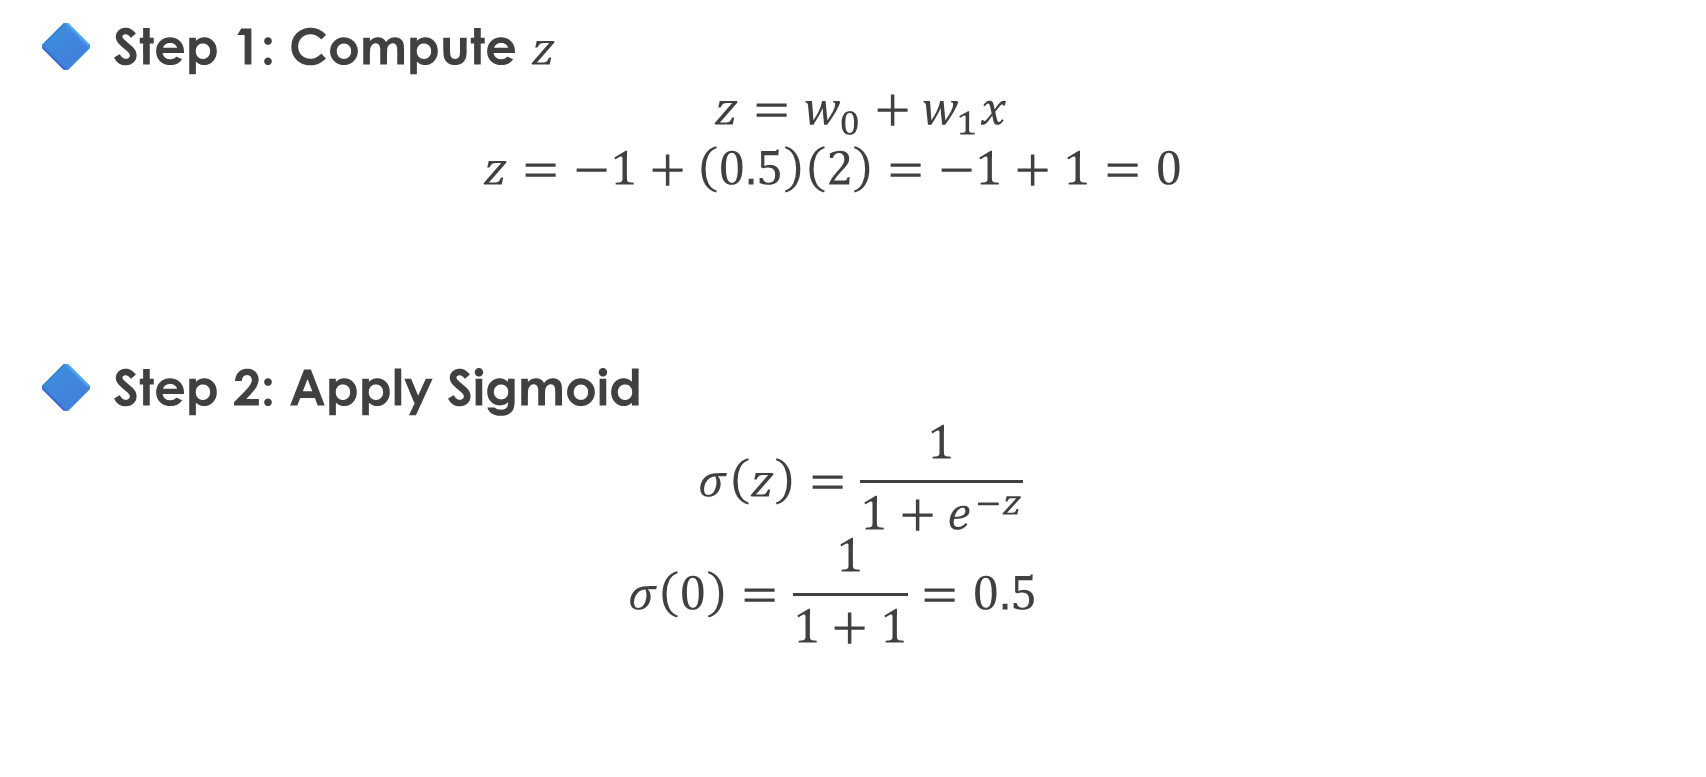 Step 1: Compute z
z = w₀ + w₁x
z = −1 + (0.5)(2) = −1 + 1 = 0
Step 2: Apply Sigmoid
σ(z) = 1 / (1 + e^−z)
σ(0) = 1 / (1 + 1) = 0.5